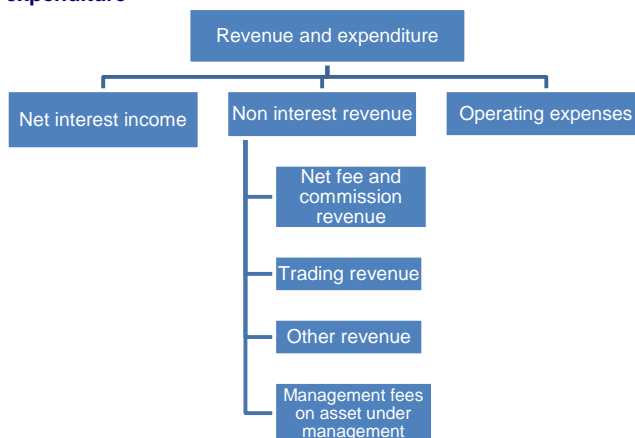 expenditure
Revenue and expenditure
Net interest income
Non interest revenue
Operating expenses
Net fee and
commission
revenue
Trading revenue
Other revenue
Management fees
on asset under
management